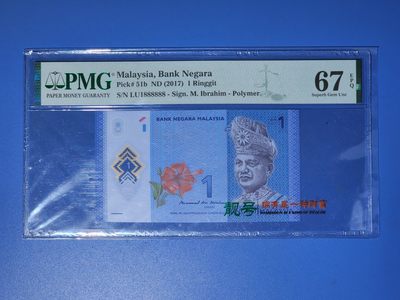 PMG
PAPER MONEY GUARANTY
Malaysia, Bank Negara
Pick# 51b ND (2017) 1 Ringgit
S/N LU1888888 - Sign. M. Ibrahim - Polymer.
67 EPQ
Superb Gem Unc
1
BANK NEGARA MALAYSIA
1
1
靓号